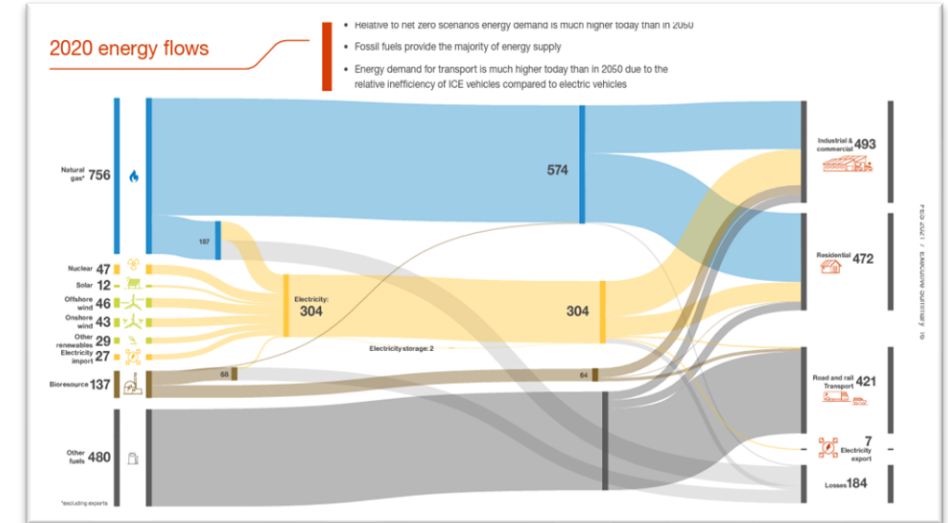 • Relative to net zero scenarios energy demand is much higher today than in 2050
2020 energy flows
• Fossil fuels provide the majority of energy supply
• Energy demand for transport is much higher today than in 2050 due to the
relative inefficiency of ICE vehicles compared to electric vehicles
Natural
gas* 756
Nuclear 47
Solar 12
Offshore
wind 46
Onshore
wind 43
Other
renewables 29
Electricity
import 27
Bioresource 137
Other
fuels 480
*excluding exports
187
68
Electricity:
304
Electricity storage: 2
574
304
64
Industrial &
commercial 493
Residential 472
Road and rail
Transport 421
7
Electricity
export
Losses 184
FES 2021 / Executive Summary